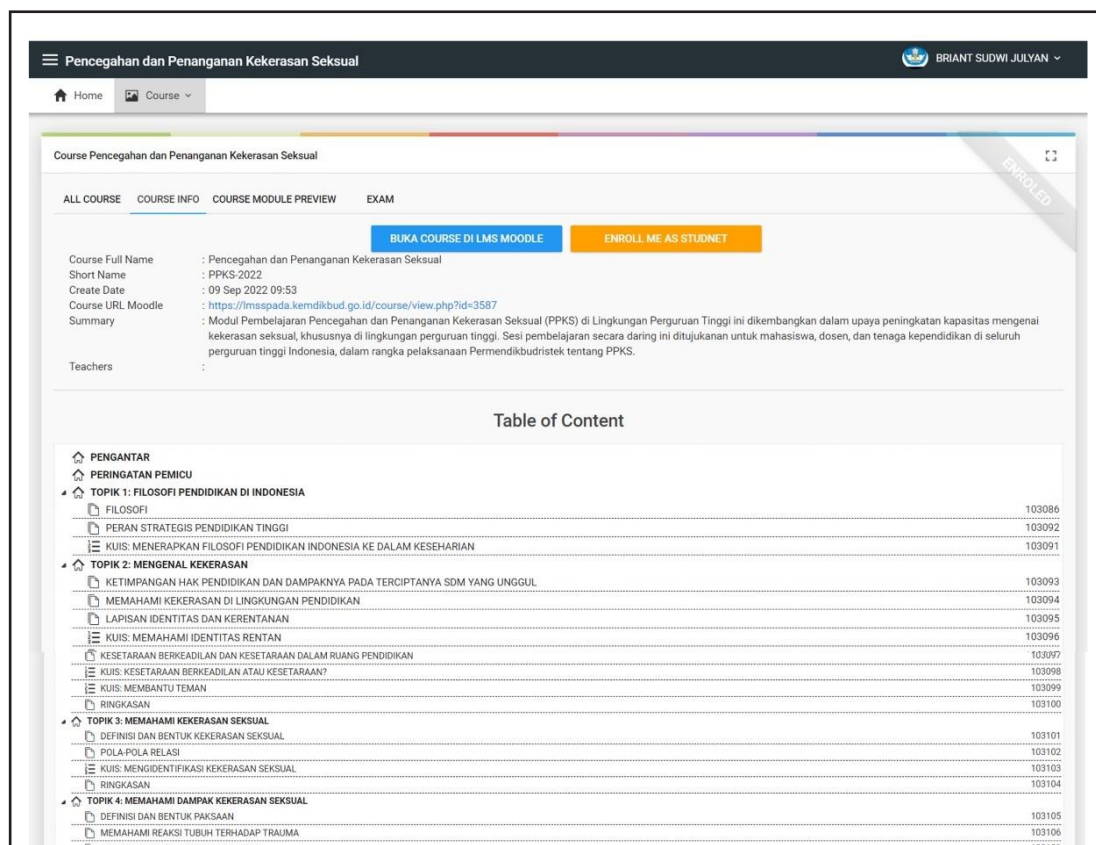 Pencegahan dan Penanganan Kekerasan Seksual
BRIANT SUDWI JULYAN
Home Course
Course Pencegahan dan Penanganan Kekerasan Seksual
ENROLED
ALL COURSE COURSE INFO COURSE MODULE PREVIEW EXAM
BUKA COURSE DI LMS MOODLE ENROLL ME AS STUDNET
Course Full Name : Pencegahan dan Penanganan Kekerasan Seksual
Short Name : PPKS-2022
Create Date : 09 Sep 2022 09:53
Course URL Moodle : https://lmsspada.kemdikbud.go.id/course/view.php?id=3587
Summary : Modul Pembelajaran Pencegahan dan Penanganan Kekerasan Seksual (PPKS) di Lingkungan Perguruan Tinggi ini dikembangkan dalam upaya peningkatan kapasitas mengenai
kekerasan seksual, khususnya di lingkungan perguruan tinggi. Sesi pembelajaran secara daring ini ditujukanan untuk mahasiswa, dosen, dan tenaga kependidikan di seluruh
perguruan tinggi Indonesia, dalam rangka pelaksanaan Permendikbudristek tentang PPKS.
Teachers :
Table of Content
PENGANTAR
PERINGATAN PEMICU
TOPIK 1: FILOSOFI PENDIDIKAN DI INDONESIA
FILOSOFI 103086
PERAN STRATEGIS PENDIDIKAN TINGGI 103092
KUIS: MENERAPKAN FILOSOFI PENDIDIKAN INDONESIA KE DALAM KESEHARIAN 103091
TOPIK 2: MENGENAL KEKERASAN
KETIMPANGAN HAK PENDIDIKAN DAN DAMPAKNYA PADA TERCIPTANYA SDM YANG UNGGUL 103093
MEMAHAMI KEKERASAN DI LINGKUNGAN PENDIDIKAN 103094
LAPISAN IDENTITAS DAN KERENTANAN 103095
KUIS: MEMAHAMI IDENTITAS RENTAN 103096
KESETARAAN BERKEADILAN DAN KESETARAAN DALAM RUANG PENDIDIKAN 103097
KUIS: KESETARAAN BERKEADILAN ATAU KESETARAAN? 103098
KUIS: MEMBANTU TEMAN 103099
RINGKASAN 103100
TOPIK 3: MEMAHAMI KEKERASAN SEKSUAL
DEFINISI DAN BENTUK KEKERASAN SEKSUAL 103101
POLA-POLA RELASI 103102
KUIS: MENGIDENTIFIKASI KEKERASAN SEKSUAL 103103
RINGKASAN 103104
TOPIK 4: MEMAHAMI DAMPAK KEKERASAN SEKSUAL
DEFINISI DAN BENTUK PAKSAAN 103105
MEMAHAMI REAKSI TUBUH TERHADAP TRAUMA 103106